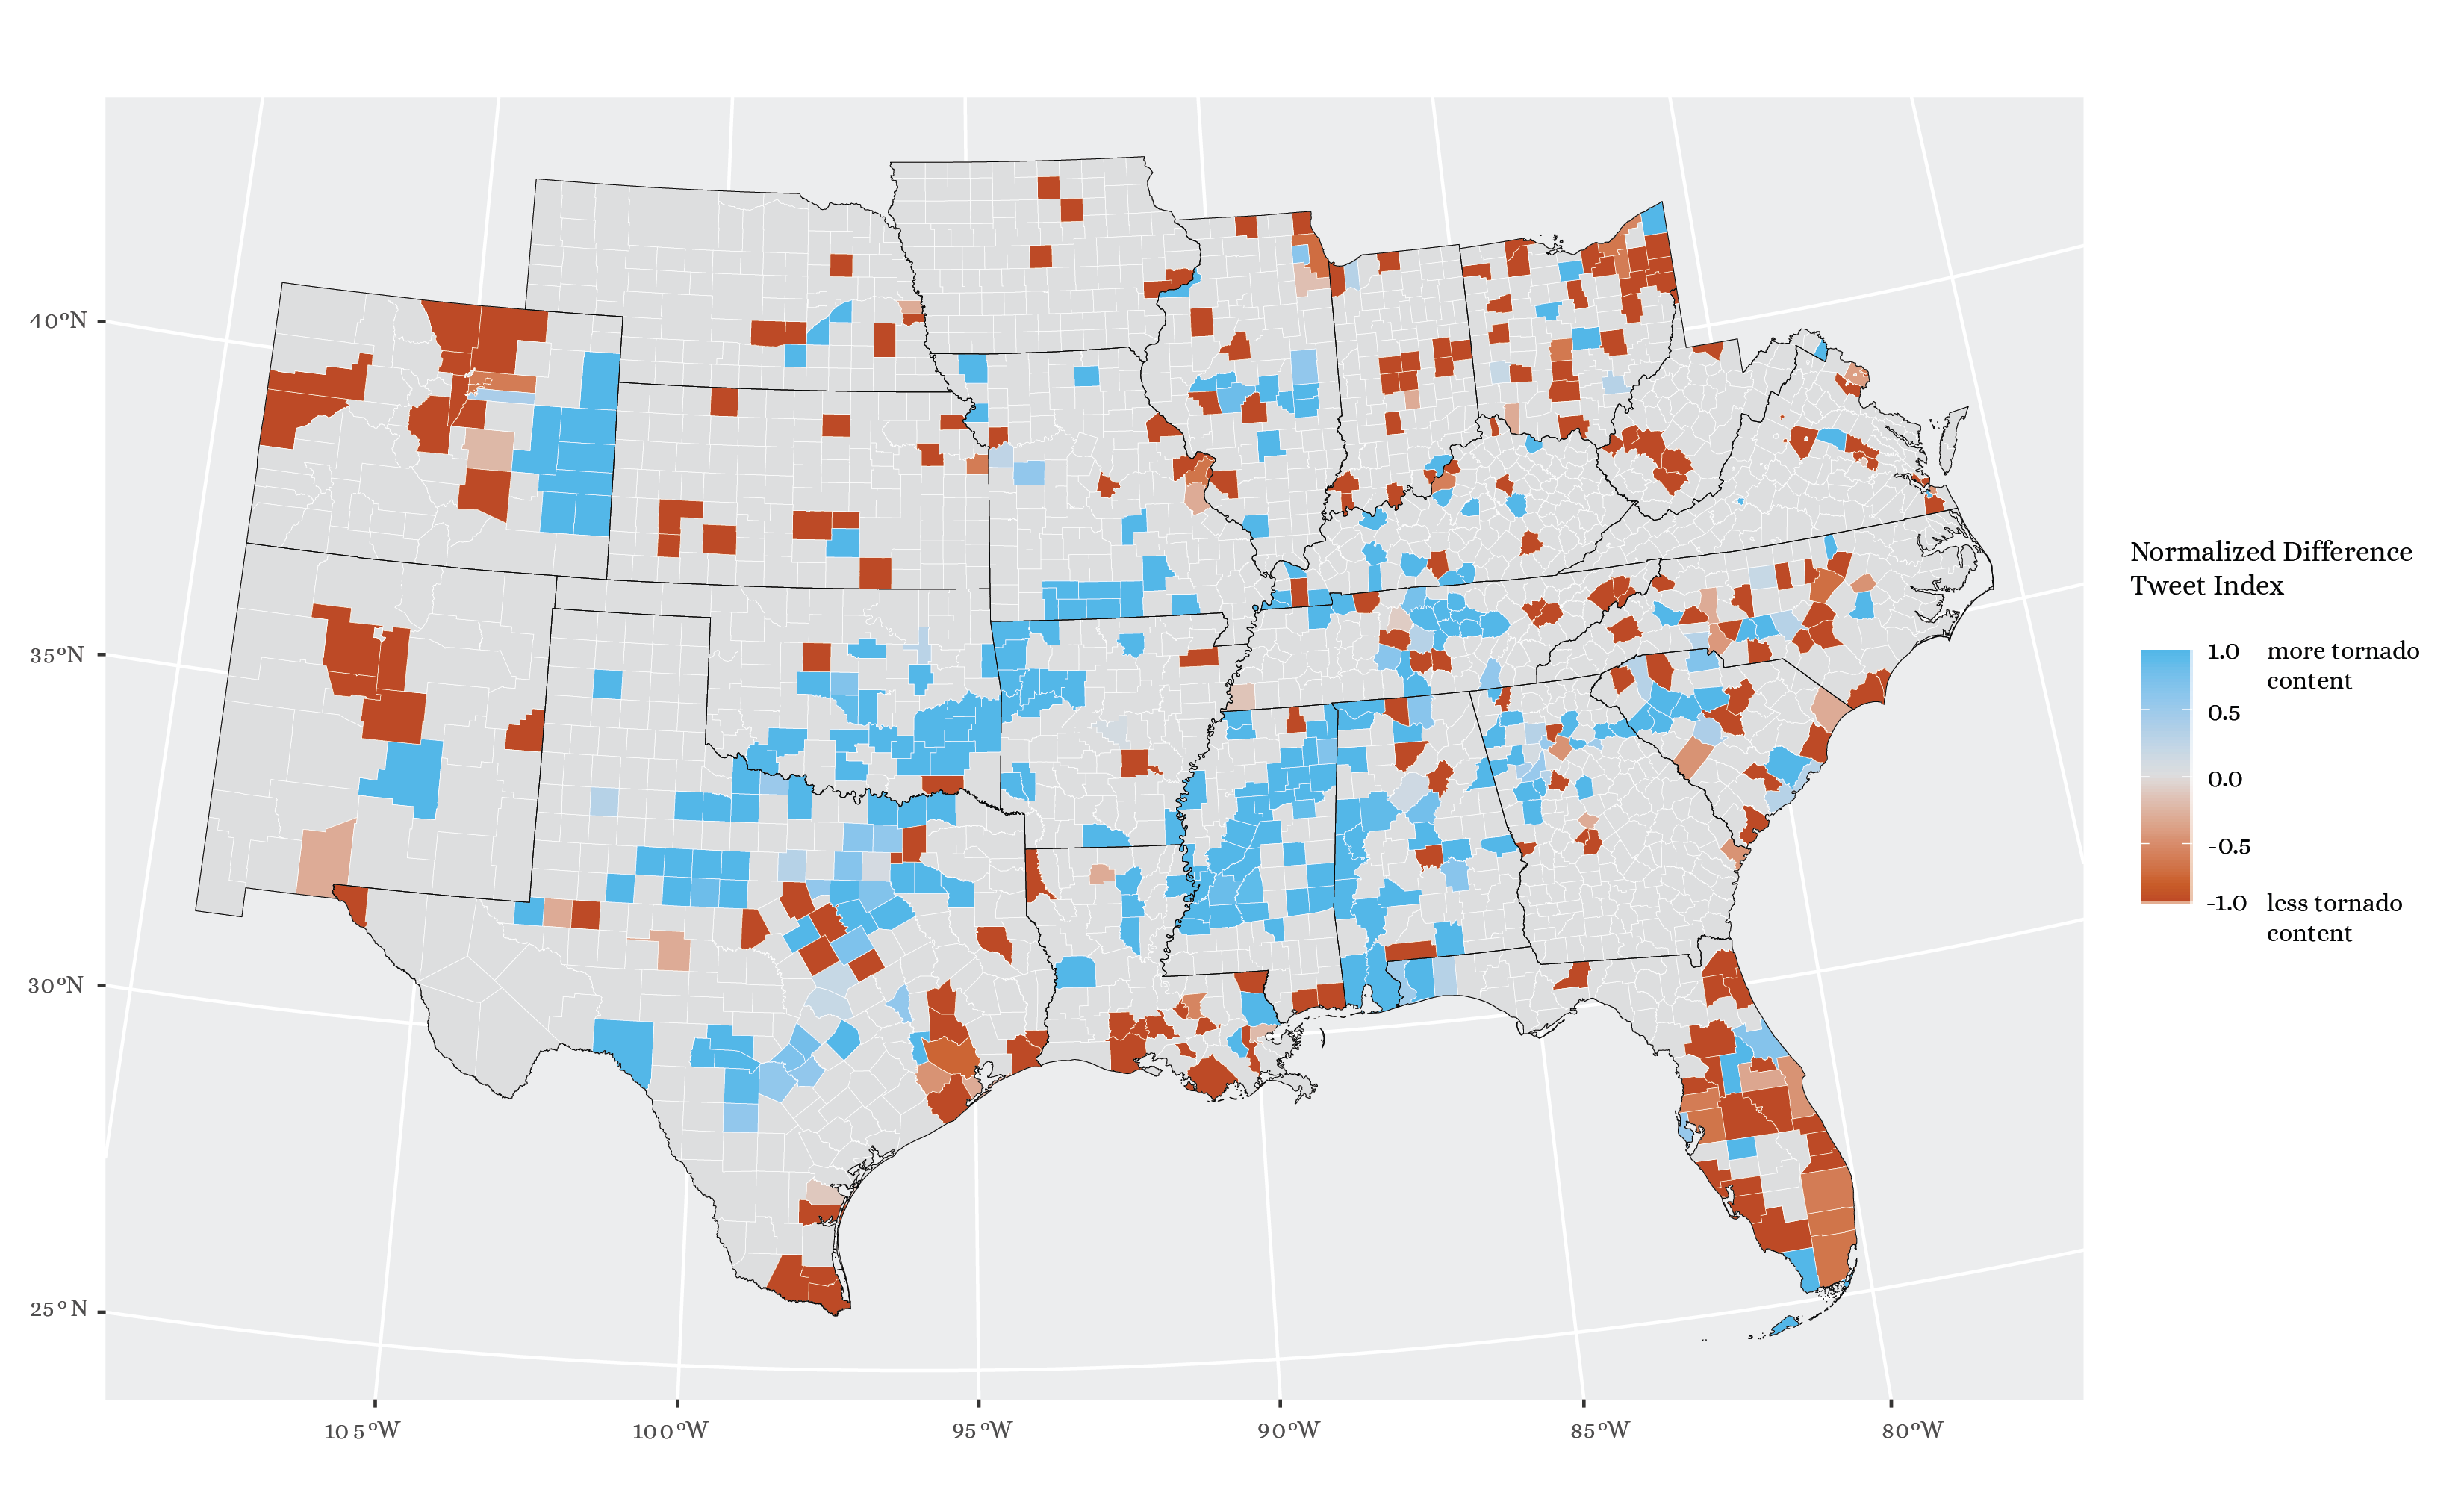 40°N
35°N
30°N
25°N
105°W
100°W
95°W
90°W
85°W
80°W
Normalized Difference
Tweet Index
1.0 more tornado
content
0.5
0.0
-0.5
-1.0 less tornado
content